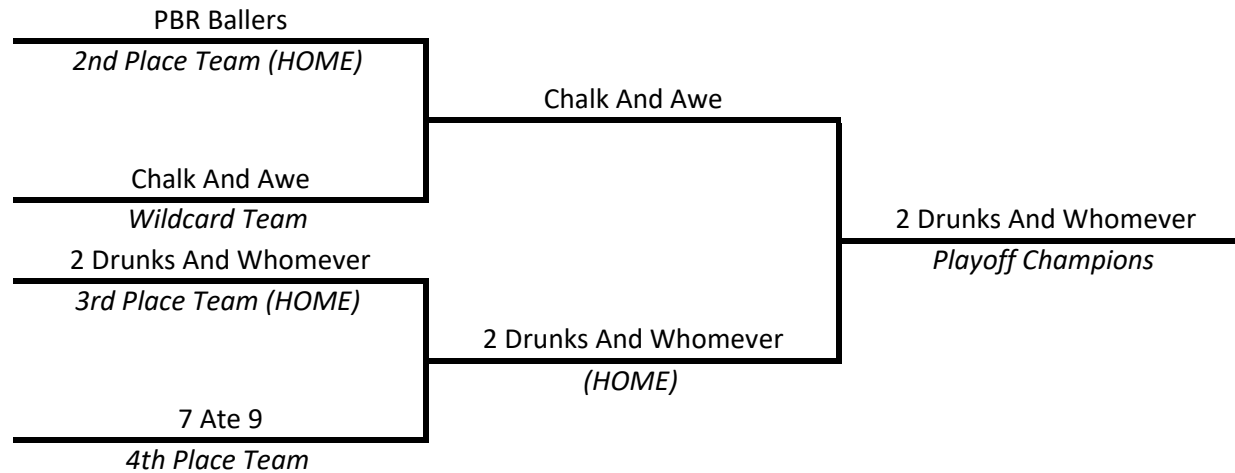 PBR Ballers
2nd Place Team (HOME)
Chalk And Awe
Chalk And Awe
Wildcard Team
2 Drunks And Whomever
Playoff Champions
2 Drunks And Whomever
3rd Place Team (HOME)
2 Drunks And Whomever
(HOME)
7 Ate 9
4th Place Team